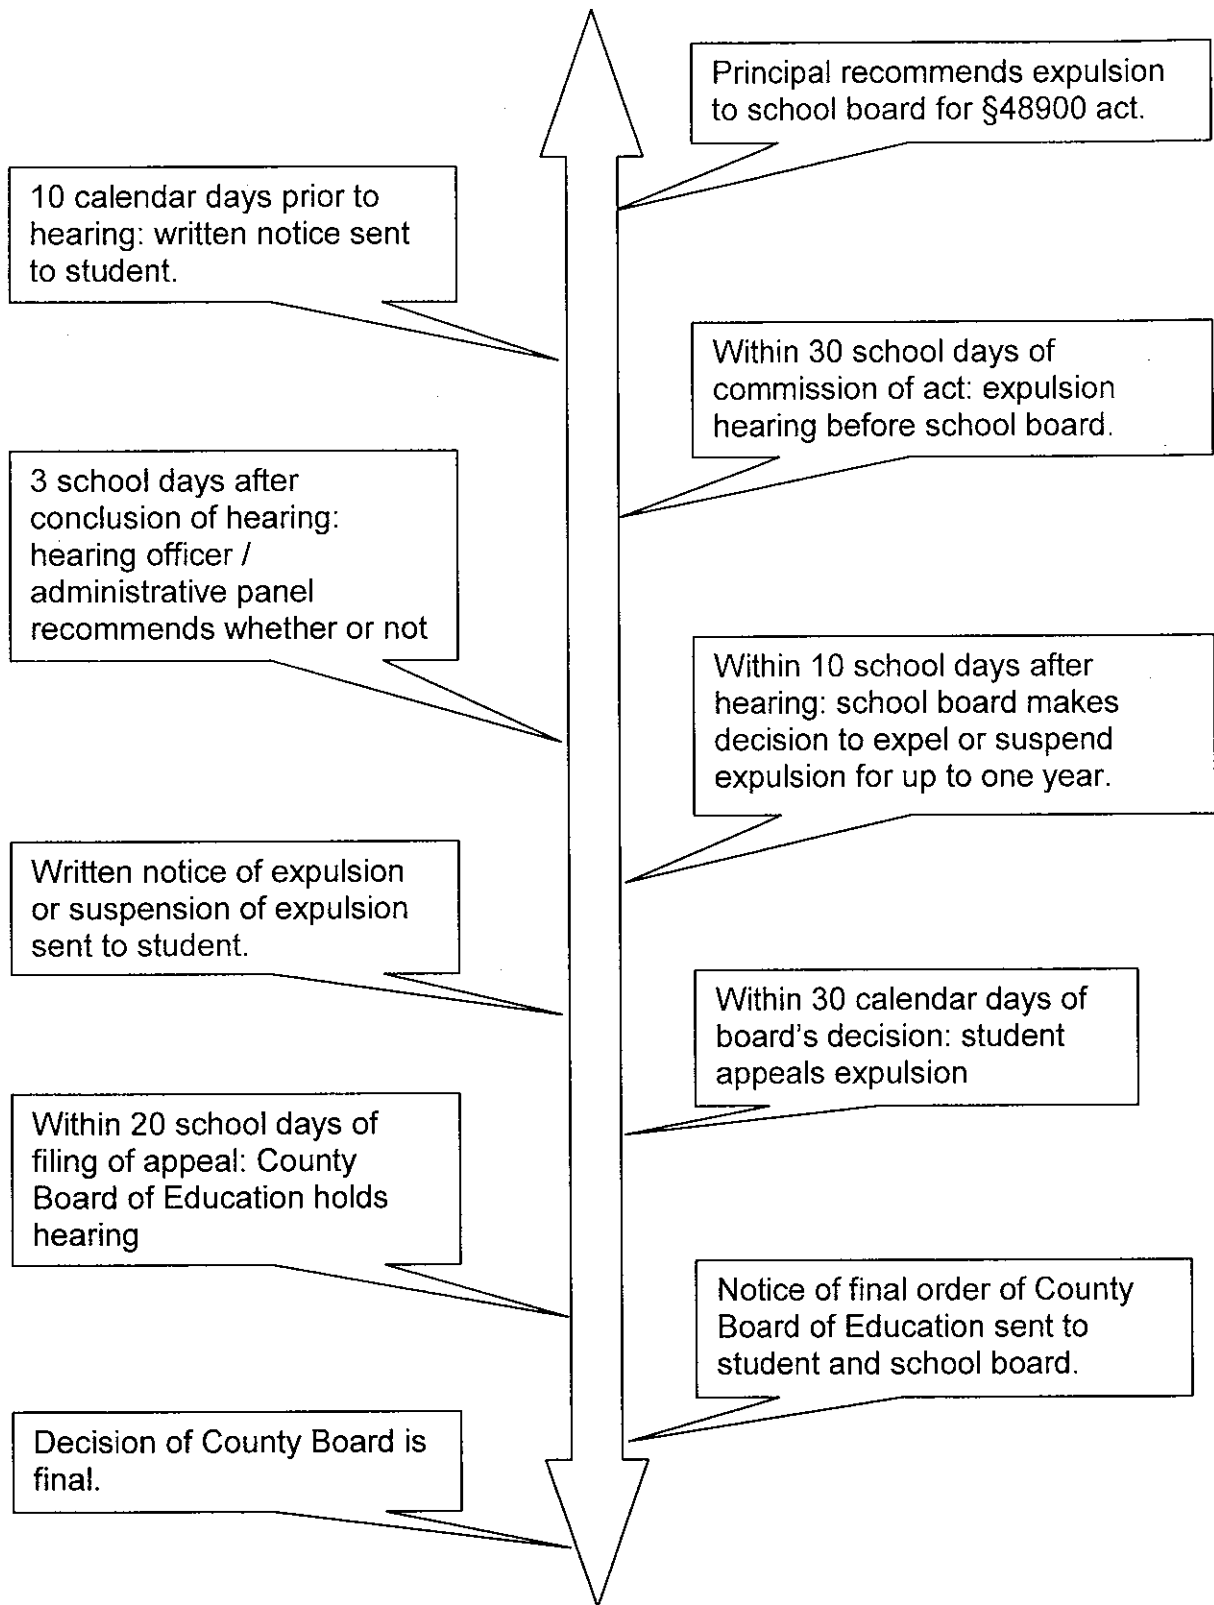 Principal recommends expulsion
to school board for §48900 act.
10 calendar days prior to
hearing: written notice sent
to student.
Within 30 school days of
commission of act: expulsion
hearing before school board.
3 school days after
conclusion of hearing:
hearing officer /
administrative panel
recommends whether or not
Within 10 school days after
hearing: school board makes
decision to expel or suspend
expulsion for up to one year.
Written notice of expulsion
or suspension of expulsion
sent to student.
Within 30 calendar days of
board's decision: student
appeals expulsion
Within 20 school days of
filing of appeal: County
Board of Education holds
hearing
Notice of final order of County
Board of Education sent to
student and school board.
Decision of County Board is
final.